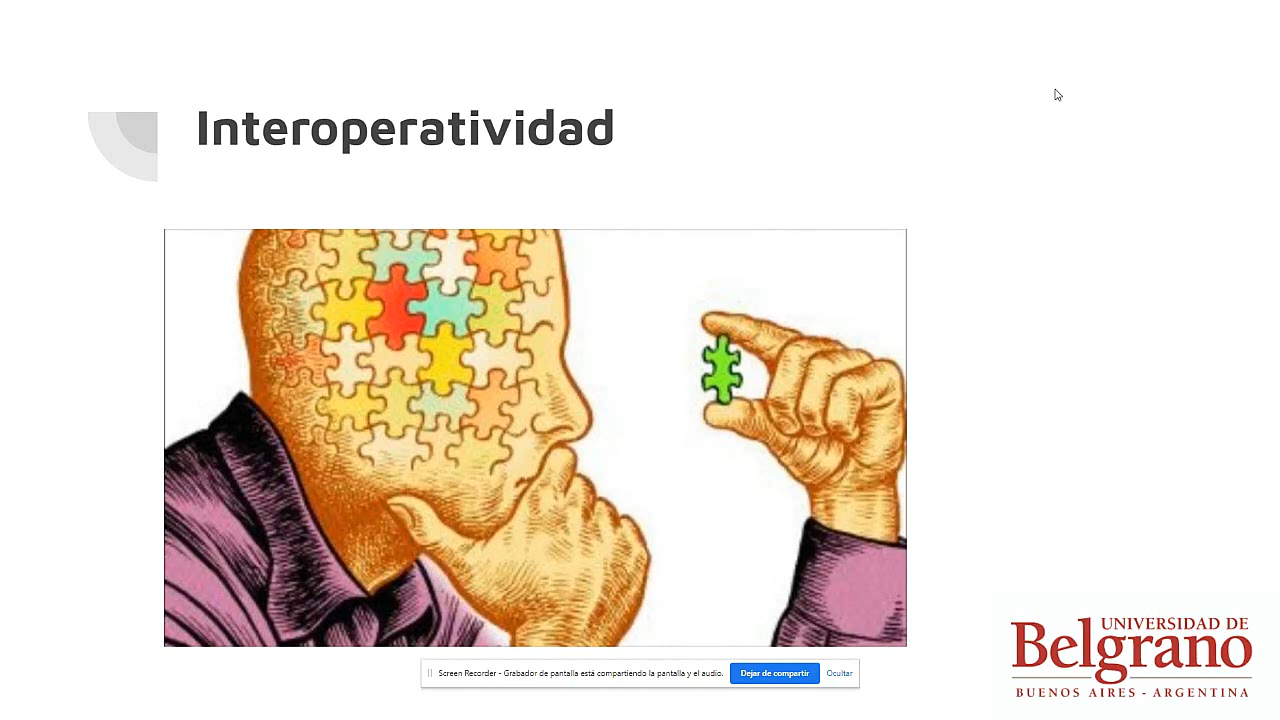 Interoperatividad
Screen Recorder - Grabador de pantalla está compartiendo la pantalla y el audio.
Dejar de compartir
Ocultar
UNIVERSIDAD DE
Belgrano
BUENOS AIRES - ARGENTINA